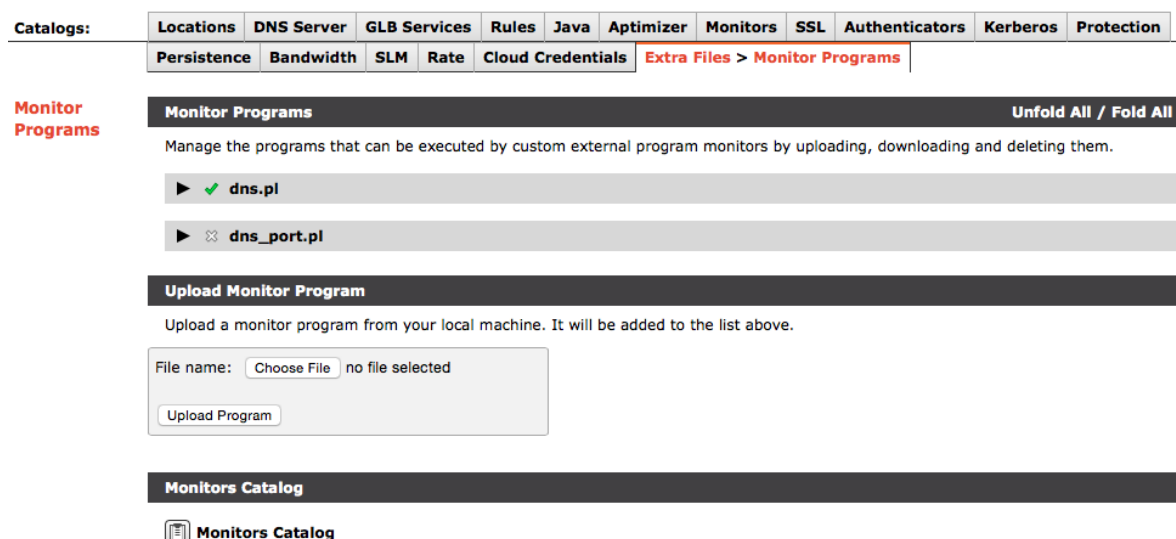 Catalogs: Locations DNS Server GLB Services Rules Java Aptimizer Monitors SSL Authenticators Kerberos Protection
Persistence Bandwidth SLM Rate Cloud Credentials Extra Files > Monitor Programs
Monitor
Programs
Monitor Programs Unfold All / Fold All
Manage the programs that can be executed by custom external program monitors by uploading, downloading and deleting them.
dns.pl
dns_port.pl
Upload Monitor Program
Upload a monitor program from your local machine. It will be added to the list above.
File name: Choose File no file selected
Upload Program
Monitors Catalog
Monitors Catalog